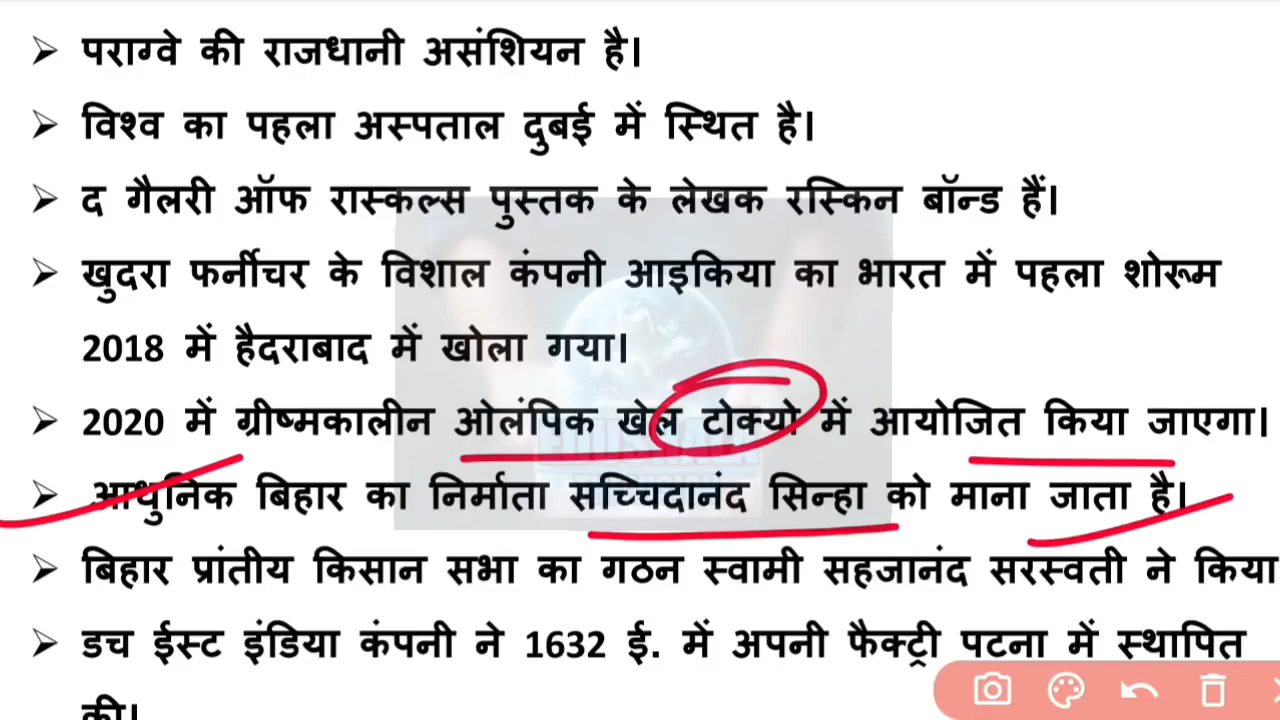 ➤ पराग्वे की राजधानी असंशियन है।
➤ विश्व का पहला अस्पताल दुबई में स्थित है।
➤ द गैलरी ऑफ रास्कल्स पुस्तक के लेखक रस्किन बॉन्ड हैं।
➤ खुदरा फर्नीचर के विशाल कंपनी आइकिया का भारत में पहला शोरूम
2018 में हैदराबाद में खोला गया।
➤ 2020 में ग्रीष्मकालीन ओलंपिक खेल टोक्यो में आयोजित किया जाएगा।
➤ आधुनिक बिहार का निर्माता सच्चिदानंद सिन्हा को माना जाता है।
➤ बिहार प्रांतीय किसान सभा का गठन स्वामी सहजानंद सरस्वती ने किया
➤ डच ईस्ट इंडिया कंपनी ने 1632 ई. में अपनी फैक्ट्री पटना में स्थापित
की।